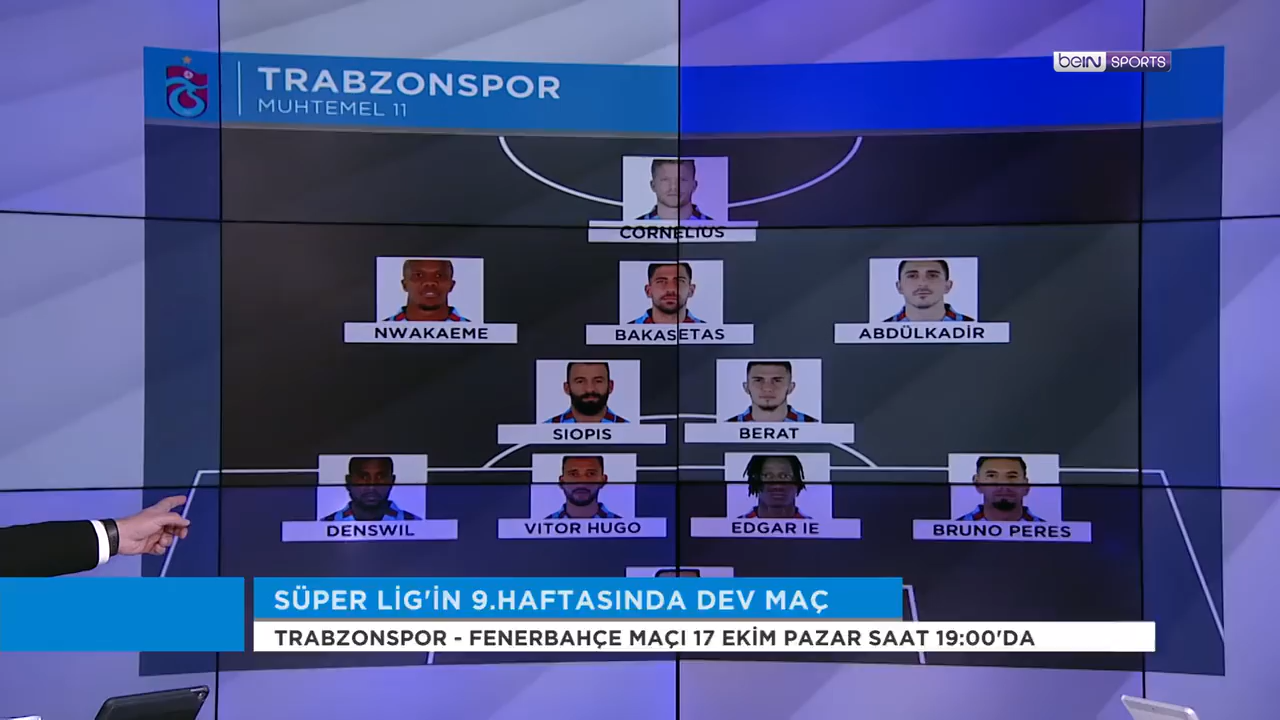 beIN SPORTS
TRABZONSPOR
MUHTEMEL 11
CORNELIUS
NWAKAEME
BAKASETAS
ABDÜLKADİR
SIOPIS
BERAT
DENSWIL
VITOR HUGO
EDGAR IE
BRUNO PERES
SÜPER LİG'İN 9.HAFTASINDA DEV MAÇ
TRABZONSPOR - FENERBAHÇE MAÇI 17 EKİM PAZAR SAAT 19:00'DA